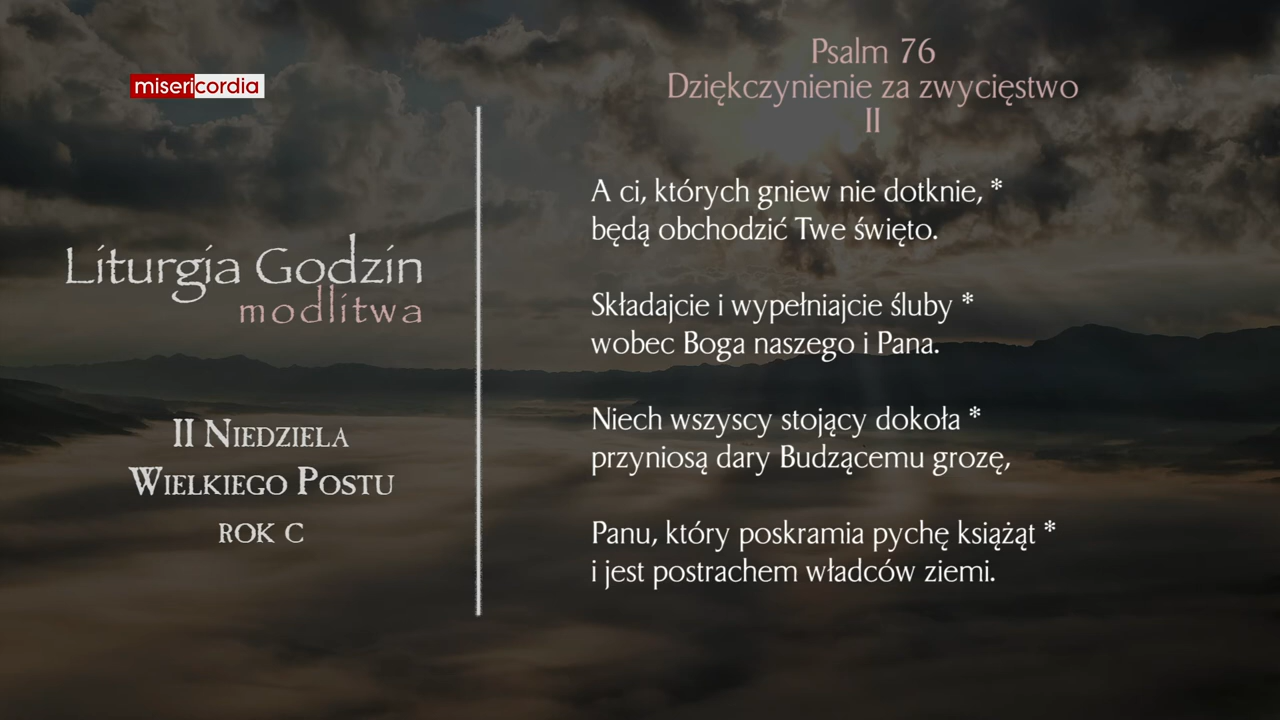 misericordia
Liturgia Godzin
modlitwa
II Niedziela
Wielkiego Postu
rok C
Psalm 76
Dziękczynienie za zwycięstwo
II
A ci, których gniew nie dotknie, *
będą obchodzić Twe święto.
Składajcie i wypełniajcie śluby *
wobec Boga naszego i Pana.
Niech wszyscy stojący dokoła *
przyniosą dary Budzącemu grozę,
Panu, który poskramia pychę książąt *
i jest postrachem władców ziemi.